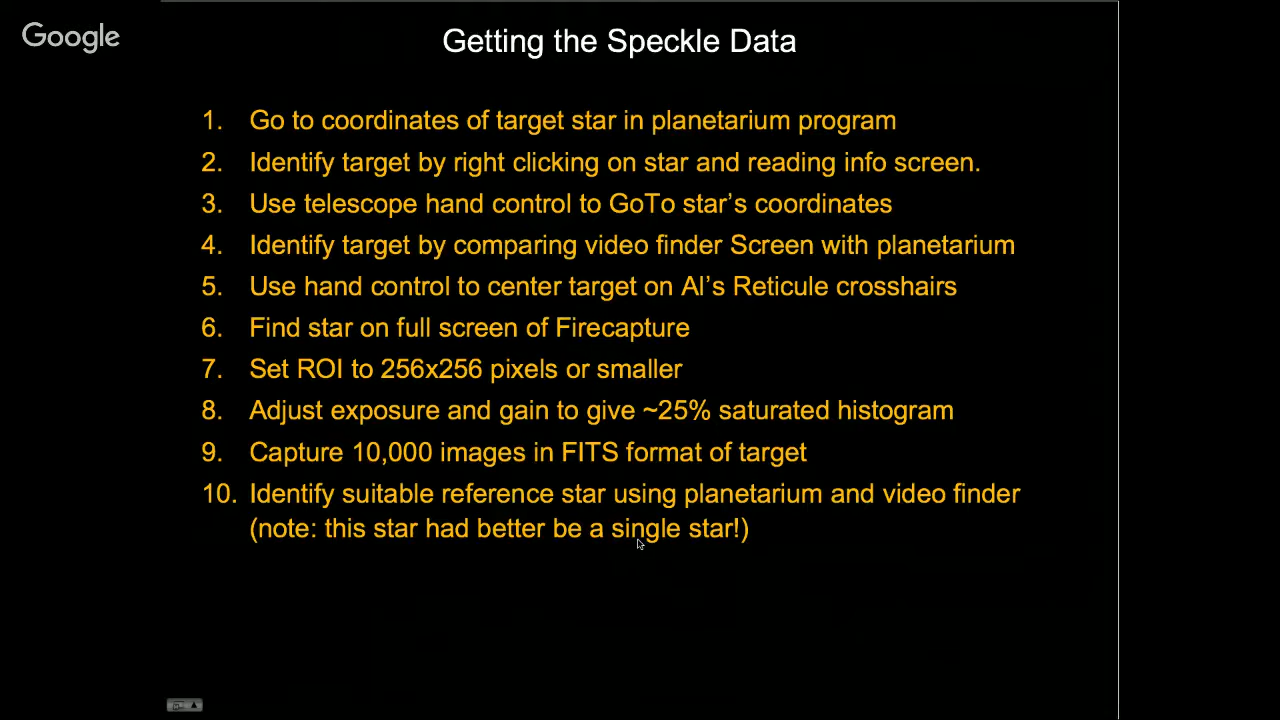 Google
Getting the Speckle Data
1. Go to coordinates of target star in planetarium program
2. Identify target by right clicking on star and reading info screen.
3. Use telescope hand control to GoTo star’s coordinates
4. Identify target by comparing video finder Screen with planetarium
5. Use hand control to center target on Al’s Reticule crosshairs
6. Find star on full screen of Firecapture
7. Set ROI to 256x256 pixels or smaller
8. Adjust exposure and gain to give ~25% saturated histogram
9. Capture 10,000 images in FITS format of target
10. Identify suitable reference star using planetarium and video finder
(note: this star had better be a single star!)